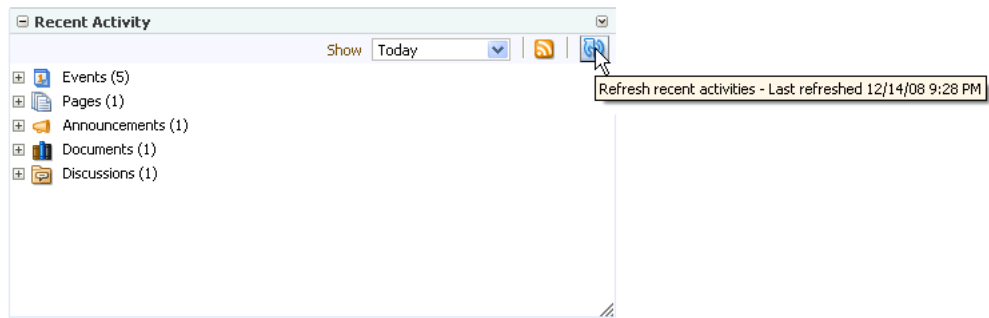 Recent Activity
Show Today
Events (5)
Refresh recent activities - Last refreshed 12/14/08 9:28 PM
Pages (1)
Announcements (1)
Documents (1)
Discussions (1)